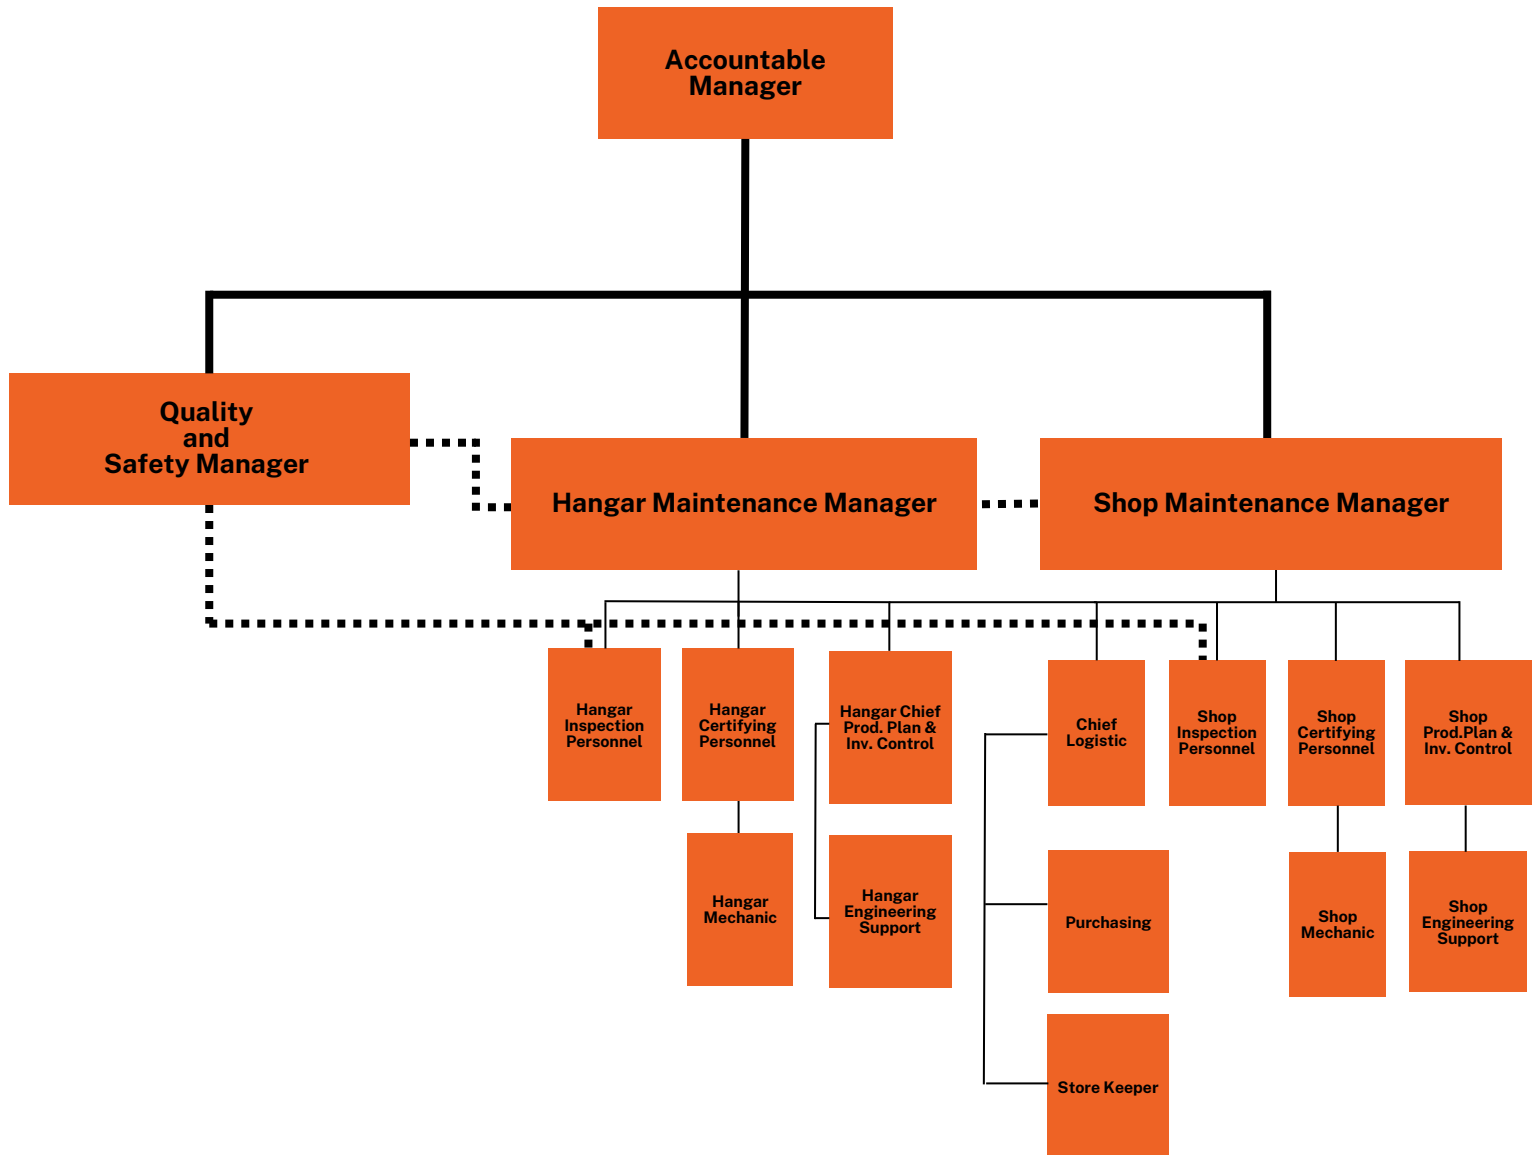 Accountable
Manager
Quality
and
Safety Manager
Hangar Maintenance Manager
Shop Maintenance Manager
Hangar
Inspection
Personnel
Hangar
Certifying
Personnel
Hangar Chief
Prod. Plan &
Inv. Control
Chief
Logistic
Shop
Inspection
Personnel
Shop
Certifying
Personnel
Shop
Prod.Plan &
Inv. Control
Hangar
Mechanic
Hangar
Engineering
Support
Purchasing
Shop
Mechanic
Shop
Engineering
Support
Store Keeper